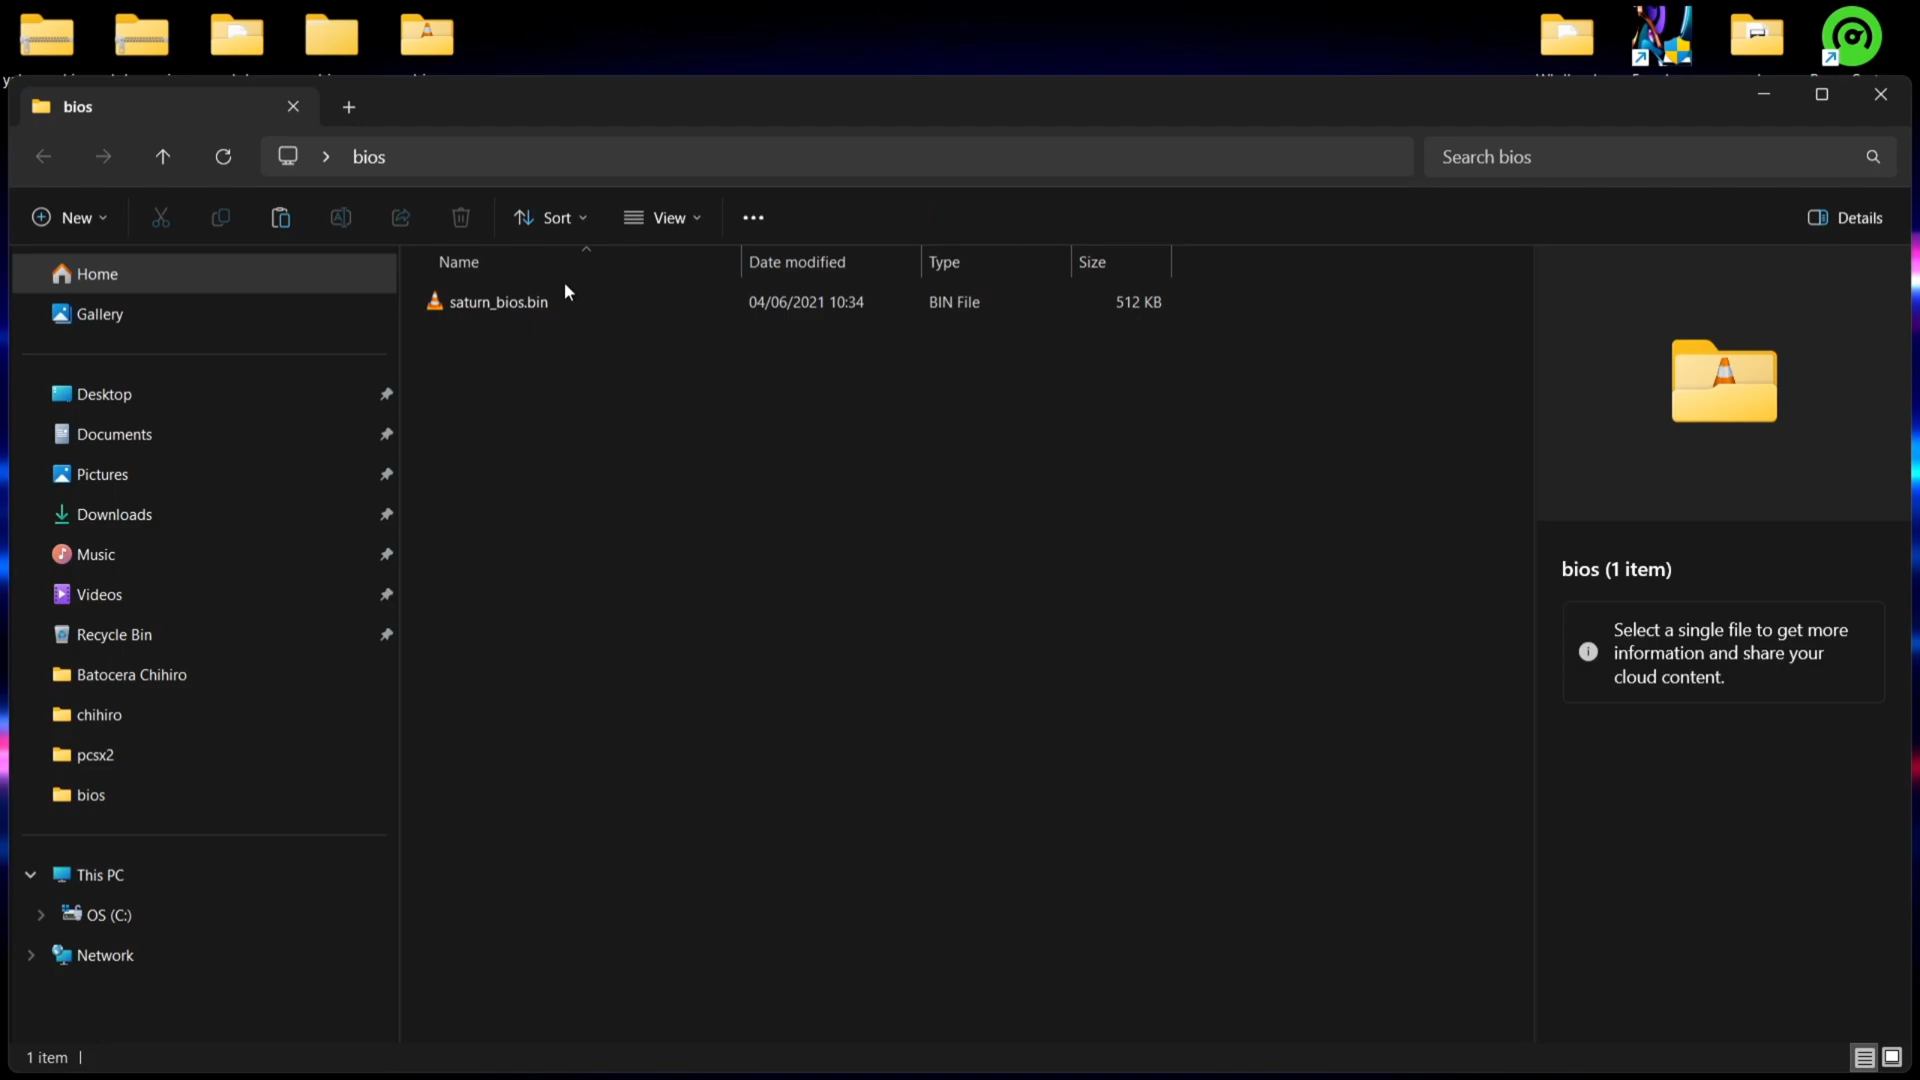 bios
bios
Search bios
New
Sort
View
Details
Home
Gallery
Desktop
Documents
Pictures
Downloads
Music
Videos
Recycle Bin
Batocera Chihiro
chihiro
pcsx2
bios
This PC
OS (C:)
Network
Name
Date modified
Type
Size
saturn_bios.bin
04/06/2021 10:34
BIN File
512 KB
bios (1 item)
Select a single file to get more
information and share your
cloud content.
1 item